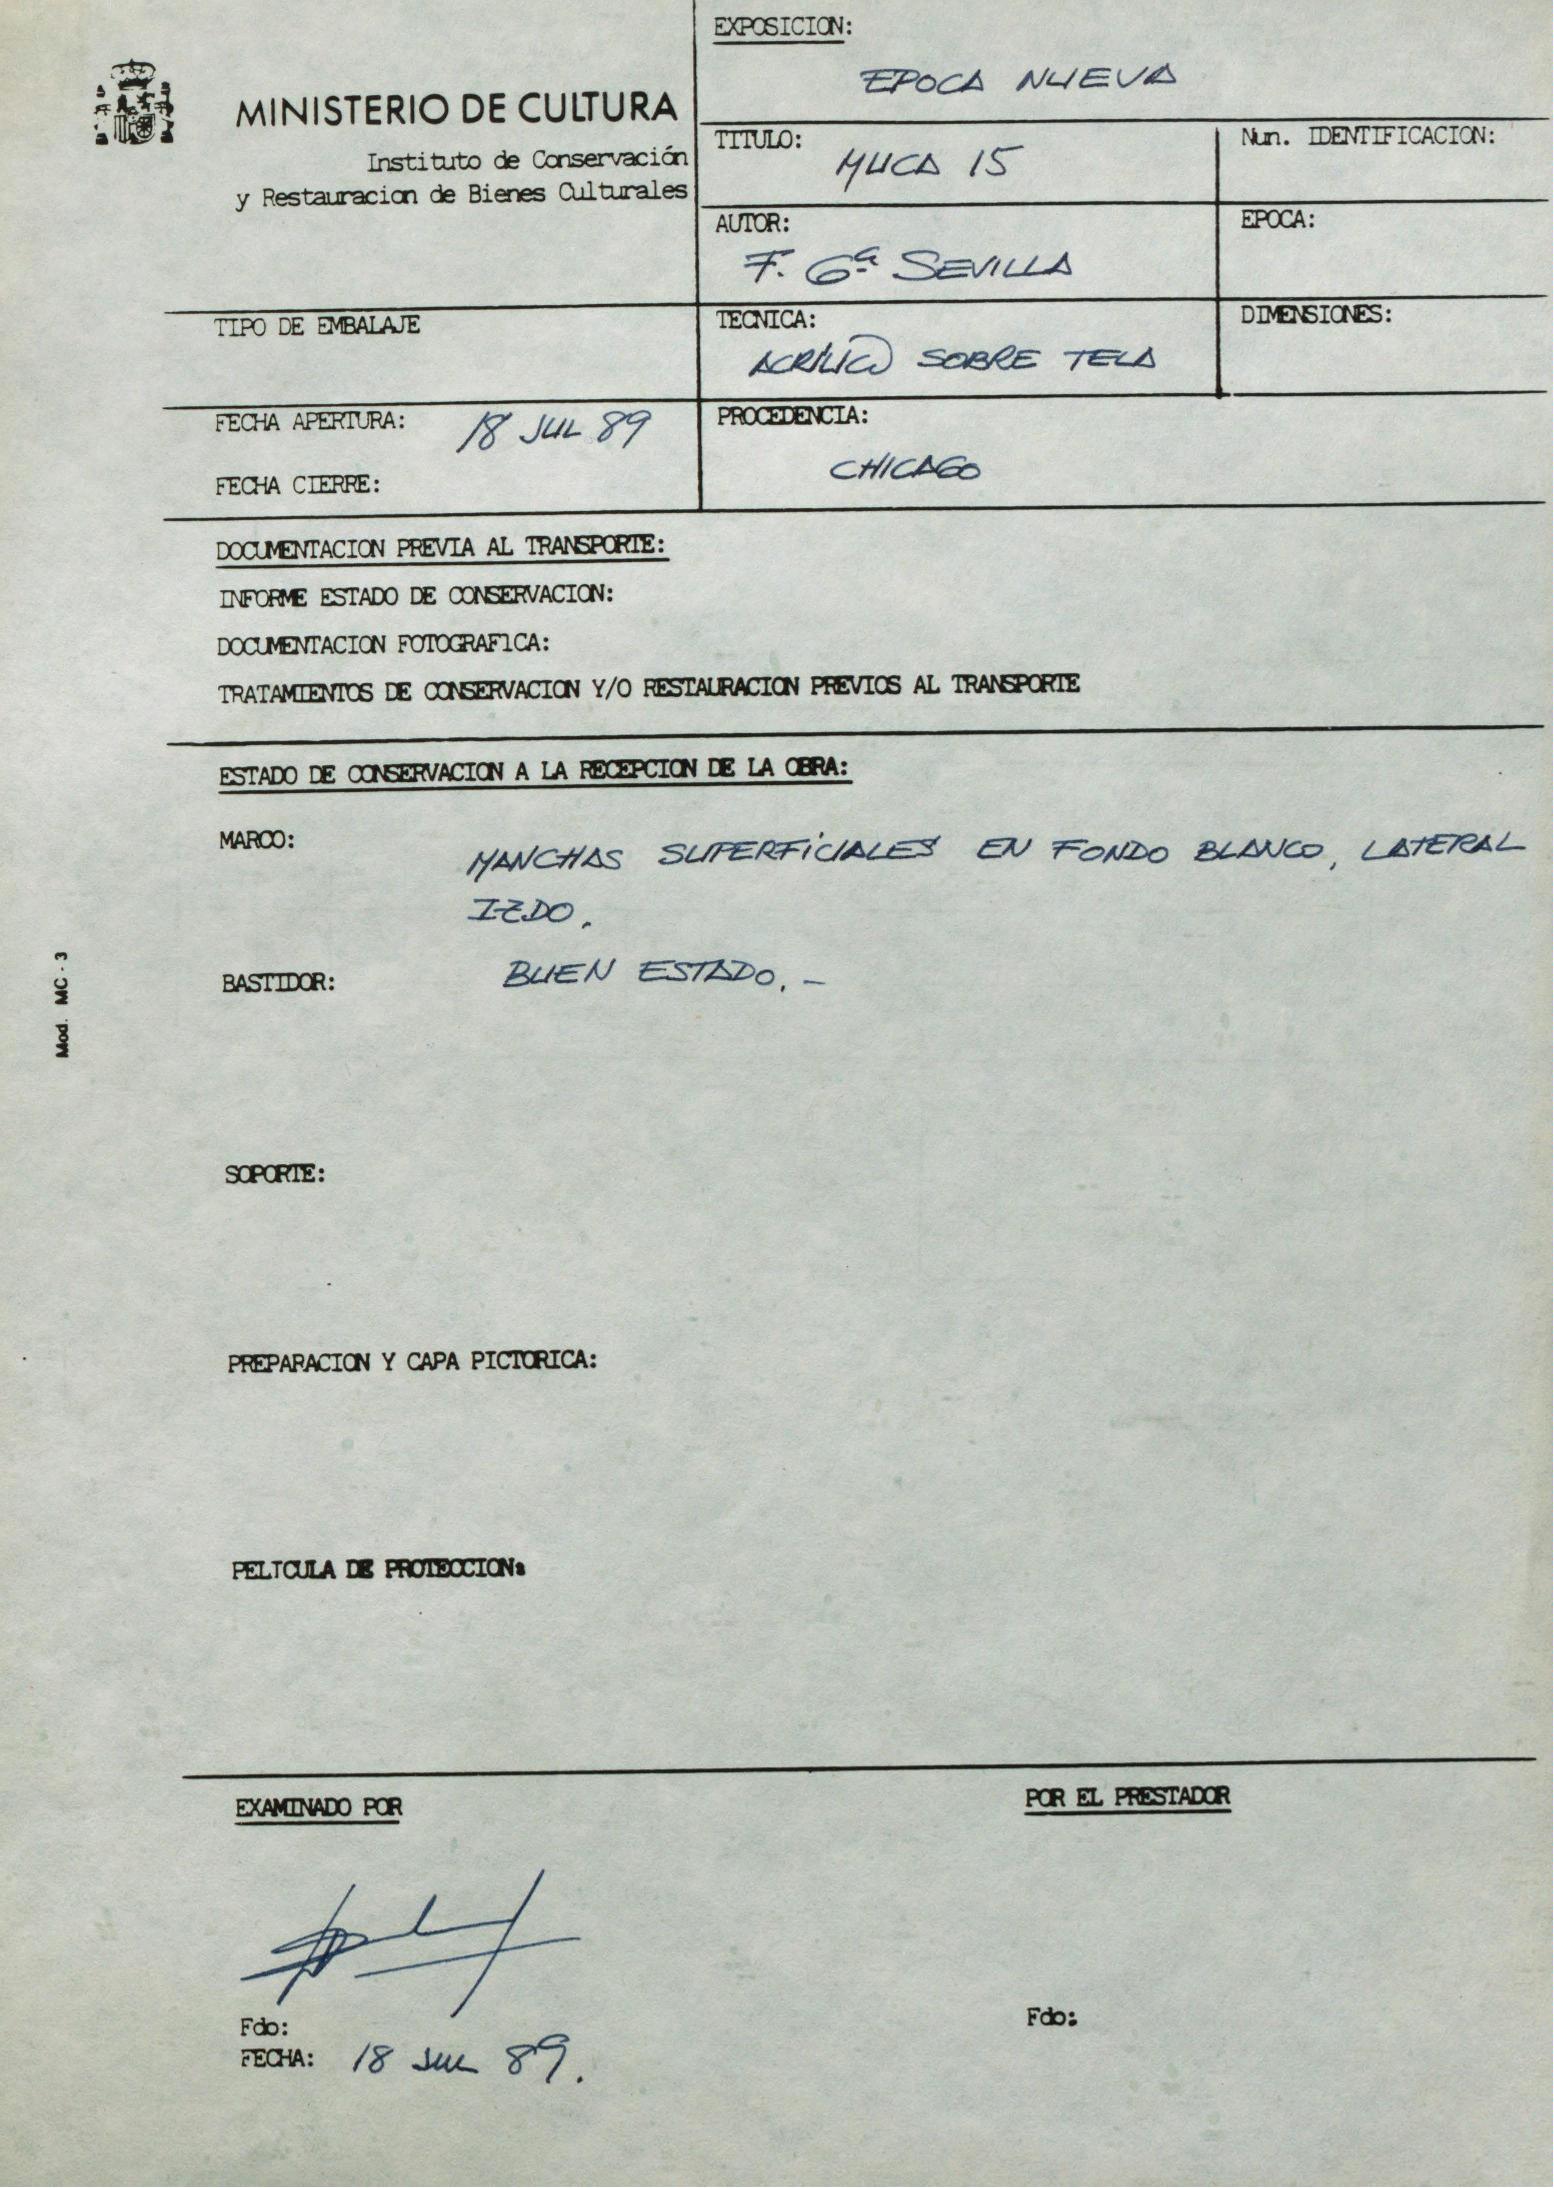 EXPOSICION:
EPOCA NUEVA
MINISTERIO DE CULTURA
Instituto de Conservación
y Restauracion de Bienes Culturales
TITULO:
MUCA 15
Nun. IDENTIFICACION:
AUTOR:
F. Gª SEVILLA
EPOCA:
TIPO DE EMBALAJE
TECNICA:
ACRÍLICO SOBRE TELA
DIMENSIONES:
FECHA APERTURA: 18 JUL 89
FECHA CIERRE:
PROCEDENCIA:
CHICAGO
DOCUMENTACION PREVIA AL TRANSPORTE:
INFORME ESTADO DE CONSERVACION:
DOCUMENTACION FOTOGRAF1CA:
TRATAMIENTOS DE CONSERVACION Y/O RESTAURACION PREVIOS AL TRANSPORTE
ESTADO DE CONSERVACION A LA RECEPCION DE LA OBRA:
MARCO: MANCHAS SUPERFICIALES EN FONDO BLANCO, LATERAL
IZDO.
BASTIDOR: BUEN ESTADO. –
Mod. MC - 3
SOPORTE:
PREPARACION Y CAPA PICTORICA:
PELICULA DE PROTECCION:
EXAMINADO POR
POR EL PRESTADOR
Fdo:
Fdo:
FECHA: 18 JUL 89.